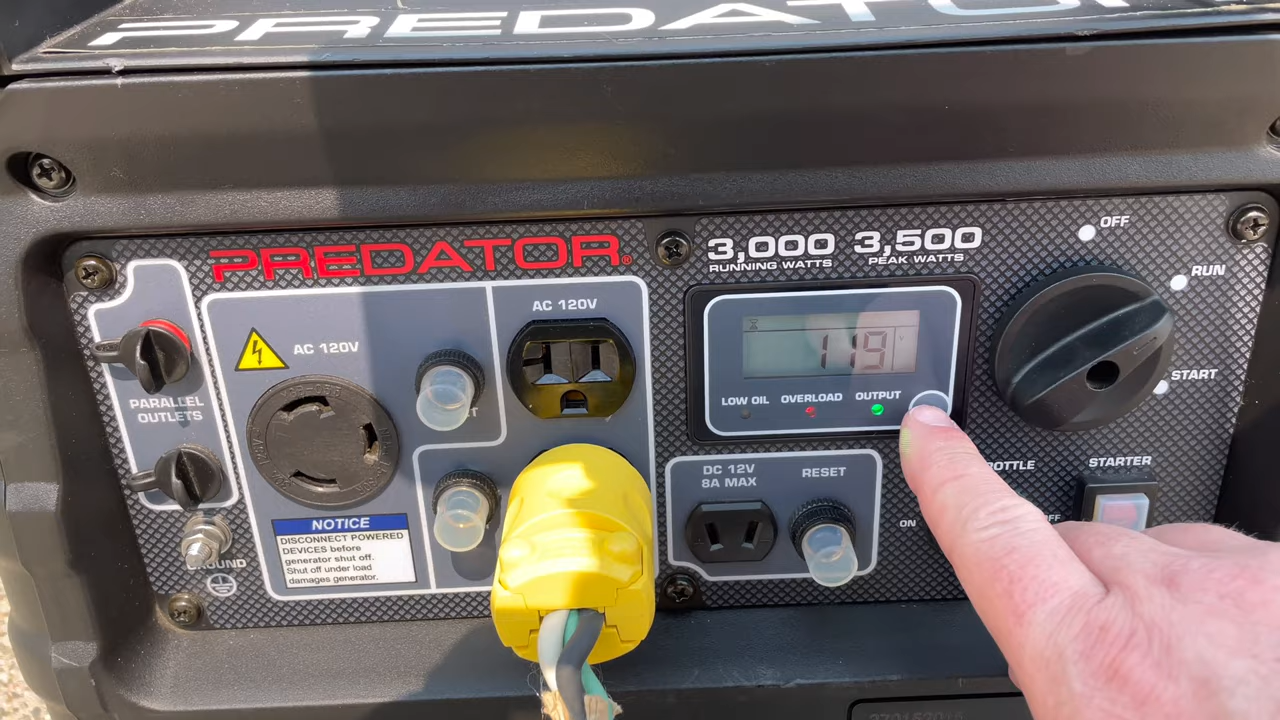 PREDATOR
PREDATOR®
3,000 3,500
RUNNING WATTS PEAK WATTS
OFF
RUN
START
AC 120V
AC 120V
119 V
LOW OIL OVERLOAD OUTPUT
PARALLEL
OUTLETS
DC 12V
8A MAX
RESET
STARTER
ON
NOTICE
DISCONNECT POWERED
DEVICES before
generator shut off.
Shut off under load
damages generator.
GROUND